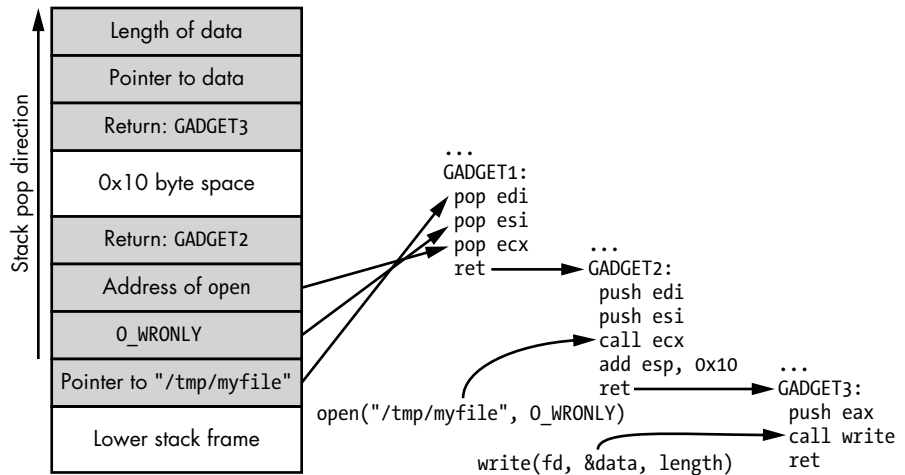 Stack pop direction
Length of data
Pointer to data
Return: GADGET3
0x10 byte space
Return: GADGET2
Address of open
O_WRONLY
Pointer to "/tmp/myfile"
Lower stack frame
...
GADGET1:
pop edi
pop esi
pop ecx
ret
...
GADGET2:
push edi
push esi
call ecx
add esp, 0x10
ret
open("/tmp/myfile", O_WRONLY)
...
GADGET3:
push eax
call write
ret
write(fd, &data, length)